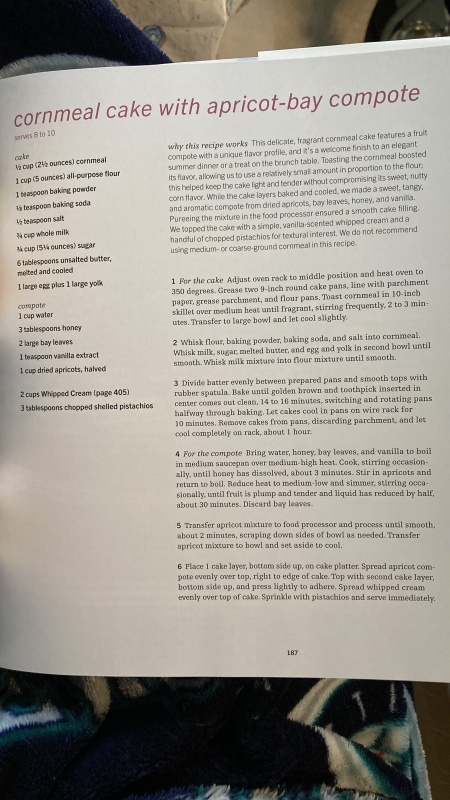 cornmeal cake with apricot-bay compote
serves 8 to 10
cake
½ cup (2½ ounces) cornmeal
1 cup (5 ounces) all-purpose flour
1 teaspoon baking powder
teaspoon baking soda
½ teaspoon salt
¾ cup whole milk
¾ cup (5¼ ounces) sugar
6 tablespoons unsalted butter,
melted and cooled
1 large egg plus 1 large yolk
compote
1 cup water
3 tablespoons honey
2 large bay leaves
1 teaspoon vanilla extract
1 cup dried apricots, halved
2 cups Whipped Cream (page 405)
3 tablespoons chopped shelled pistachios
why this recipe works This delicate, fragrant cornmeal cake features a fruit
compote with a unique flavor profile, and it's a welcome finish to an elegant
summer dinner or a treat on the brunch table. Toasting the cornmeal boosted
its flavor, allowing us to use a relatively small amount in proportion to the flour;
this helped keep the cake light and tender without compromising its sweet, nutty
corn flavor. While the cake layers baked and cooled, we made a sweet, tangy,
and aromatic compote from dried apricots, bay leaves, honey, and vanilla.
Pureeing the mixture in the food processor ensured a smooth cake filling.
We topped the cake with a simple, vanilla-scented whipped cream and a
handful of chopped pistachios for textural interest. We do not recommend
using medium- or coarse-ground cornmeal in this recipe.
1 For the cake Adjust oven rack to middle position and heat oven to
350 degrees. Grease two 9-inch round cake pans, line with parchment
paper, grease parchment, and flour pans. Toast cornmeal in 10-inch
skillet over medium heat until fragrant, stirring frequently, 2 to 3 min-
utes. Transfer to large bowl and let cool slightly.
2 Whisk flour, baking powder, baking soda, and salt into cornmeal.
Whisk milk, sugar, melted butter, and egg and yolk in second bowl until
smooth. Whisk milk mixture into flour mixture until smooth.
3 Divide batter evenly between prepared pans and smooth tops with
rubber spatula. Bake until golden brown and toothpick inserted in
center comes out clean, 14 to 16 minutes, switching and rotating pans
halfway through baking. Let cakes cool in pans on wire rack for
10 minutes. Remove cakes from pans, discarding parchment, and let
cool completely on rack, about 1 hour.
4 For the compote Bring water, honey, bay leaves, and vanilla to boil
in medium saucepan over medium-high heat. Cook, stirring occasion-
ally, until honey has dissolved, about 3 minutes. Stir in apricots and
return to boil. Reduce heat to medium-low and simmer, stirring occa-
sionally, until fruit is plump and tender and liquid has reduced by half,
about 30 minutes. Discard bay leaves.
5 Transfer apricot mixture to food processor and process until smooth,
about 2 minutes, scraping down sides of bowl as needed. Transfer
apricot mixture to bowl and set aside to cool.
6 Place 1 cake layer, bottom side up, on cake platter. Spread apricot com-
pote evenly over top, right to edge of cake. Top with second cake layer,
bottom side up, and press lightly to adhere. Spread whipped cream
evenly over top of cake. Sprinkle with pistachios and serve immediately.
187